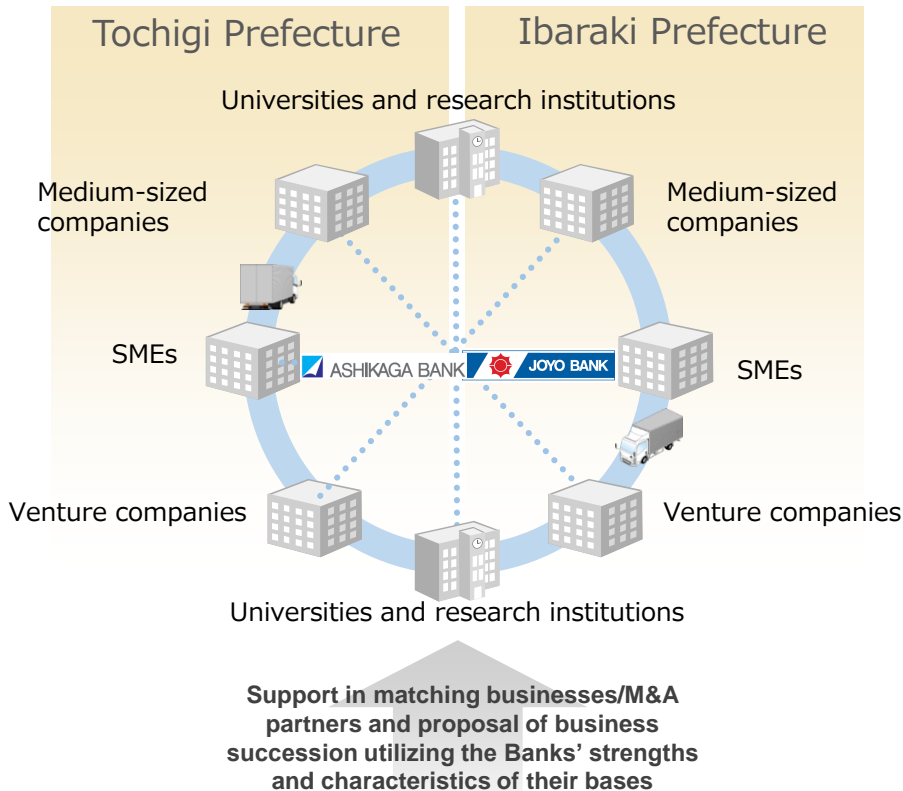 Tochigi Prefecture
Ibaraki Prefecture
Universities and research institutions
Medium-sized
companies
Medium-sized
companies
SMEs
ASHIKAGA BANK
JOYO BANK
SMEs
Venture companies
Venture companies
Universities and research institutions
Support in matching businesses/M&A
partners and proposal of business
succession utilizing the Banks’ strengths
and characteristics of their bases